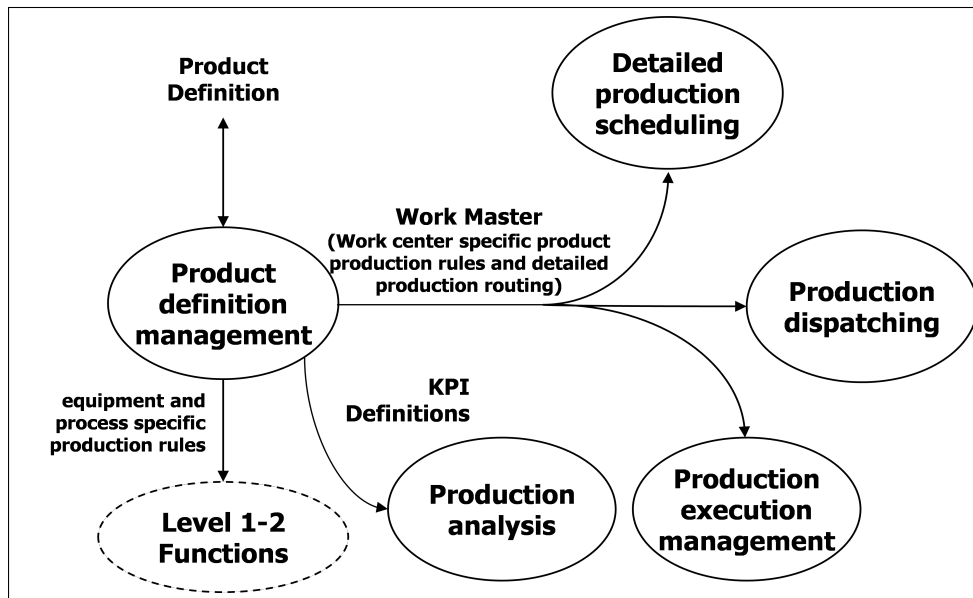 Product
Definition
Detailed
production
scheduling
Work Master
(Work center specific product
production rules and detailed
production routing)
Product
definition
management
Production
dispatching
equipment and
process specific
production rules
KPI
Definitions
Level 1-2
Functions
Production
analysis
Production
execution
management